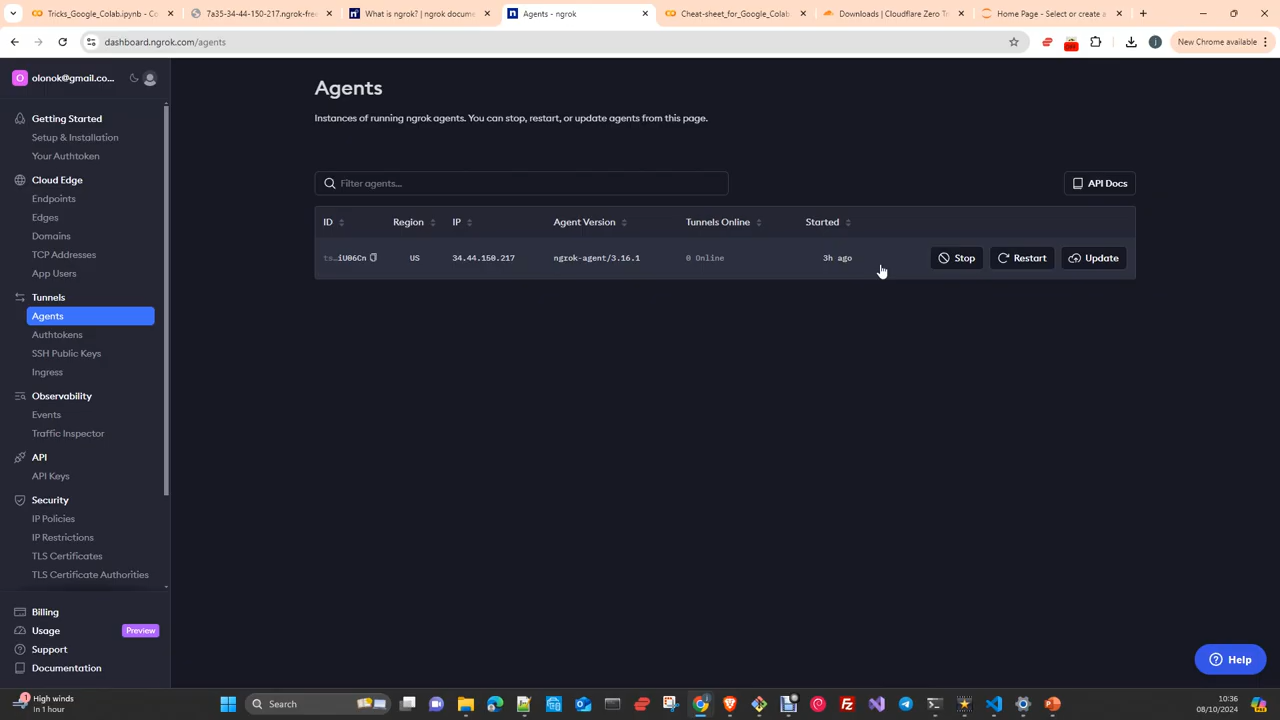 Tricks_Google_Colab.ipynb - Co
7a35-34-44-150-217.ngrok-free
What is ngrok? | ngrok docume
Agents - ngrok
Cheat-sheet_for_Google_Colab
Downloads | Cloudflare Zero Tr
Home Page - Select or create a
dashboard.ngrok.com/agents
New Chrome available
olonok@gmail.co...
Getting Started
Setup & Installation
Your Authtoken
Cloud Edge
Endpoints
Edges
Domains
TCP Addresses
App Users
Tunnels
Agents
Authtokens
SSH Public Keys
Ingress
Observability
Events
Traffic Inspector
API
API Keys
Security
IP Policies
IP Restrictions
TLS Certificates
TLS Certificate Authorities
Billing
Usage Preview
Support
Documentation
Agents
Instances of running ngrok agents. You can stop, restart, or update agents from this page.
Filter agents...
API Docs
ID Region IP Agent Version Tunnels Online Started
ts…iU06Cn US 34.44.150.217 ngrok-agent/3.16.1 0 Online 3h ago Stop Restart Update
Help
High winds
In 1 hour
Search
10:36
08/10/2024